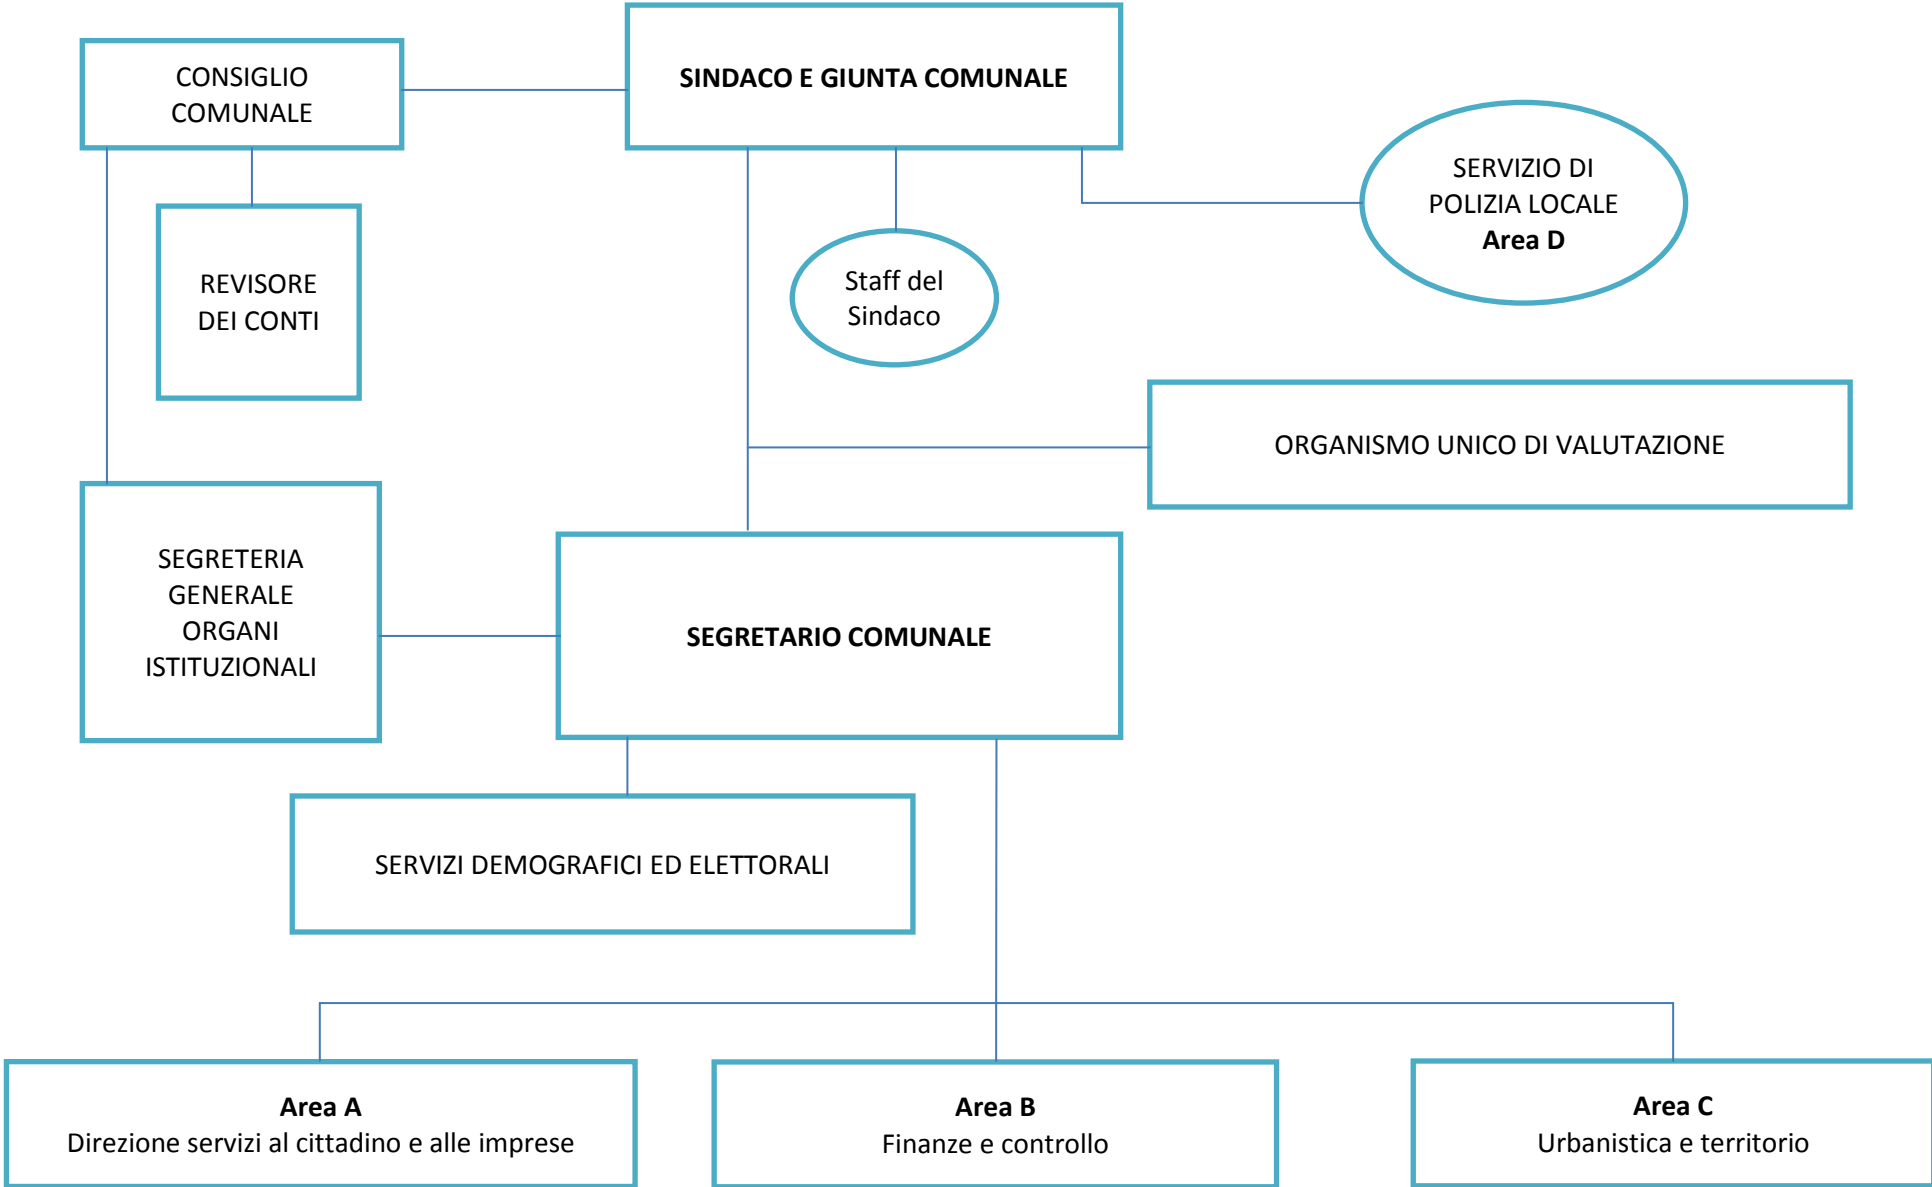 CONSIGLIO
COMUNALE
SINDACO E GIUNTA COMUNALE
SERVIZIO DI
POLIZIA LOCALE
Area D
REVISORE
DEI CONTI
Staff del
Sindaco
ORGANISMO UNICO DI VALUTAZIONE
SEGRETERIA
GENERALE
ORGANI
ISTITUZIONALI
SEGRETARIO COMUNALE
SERVIZI DEMOGRAFICI ED ELETTORALI
Area A
Direzione servizi al cittadino e alle imprese
Area B
Finanze e controllo
Area C
Urbanistica e territorio